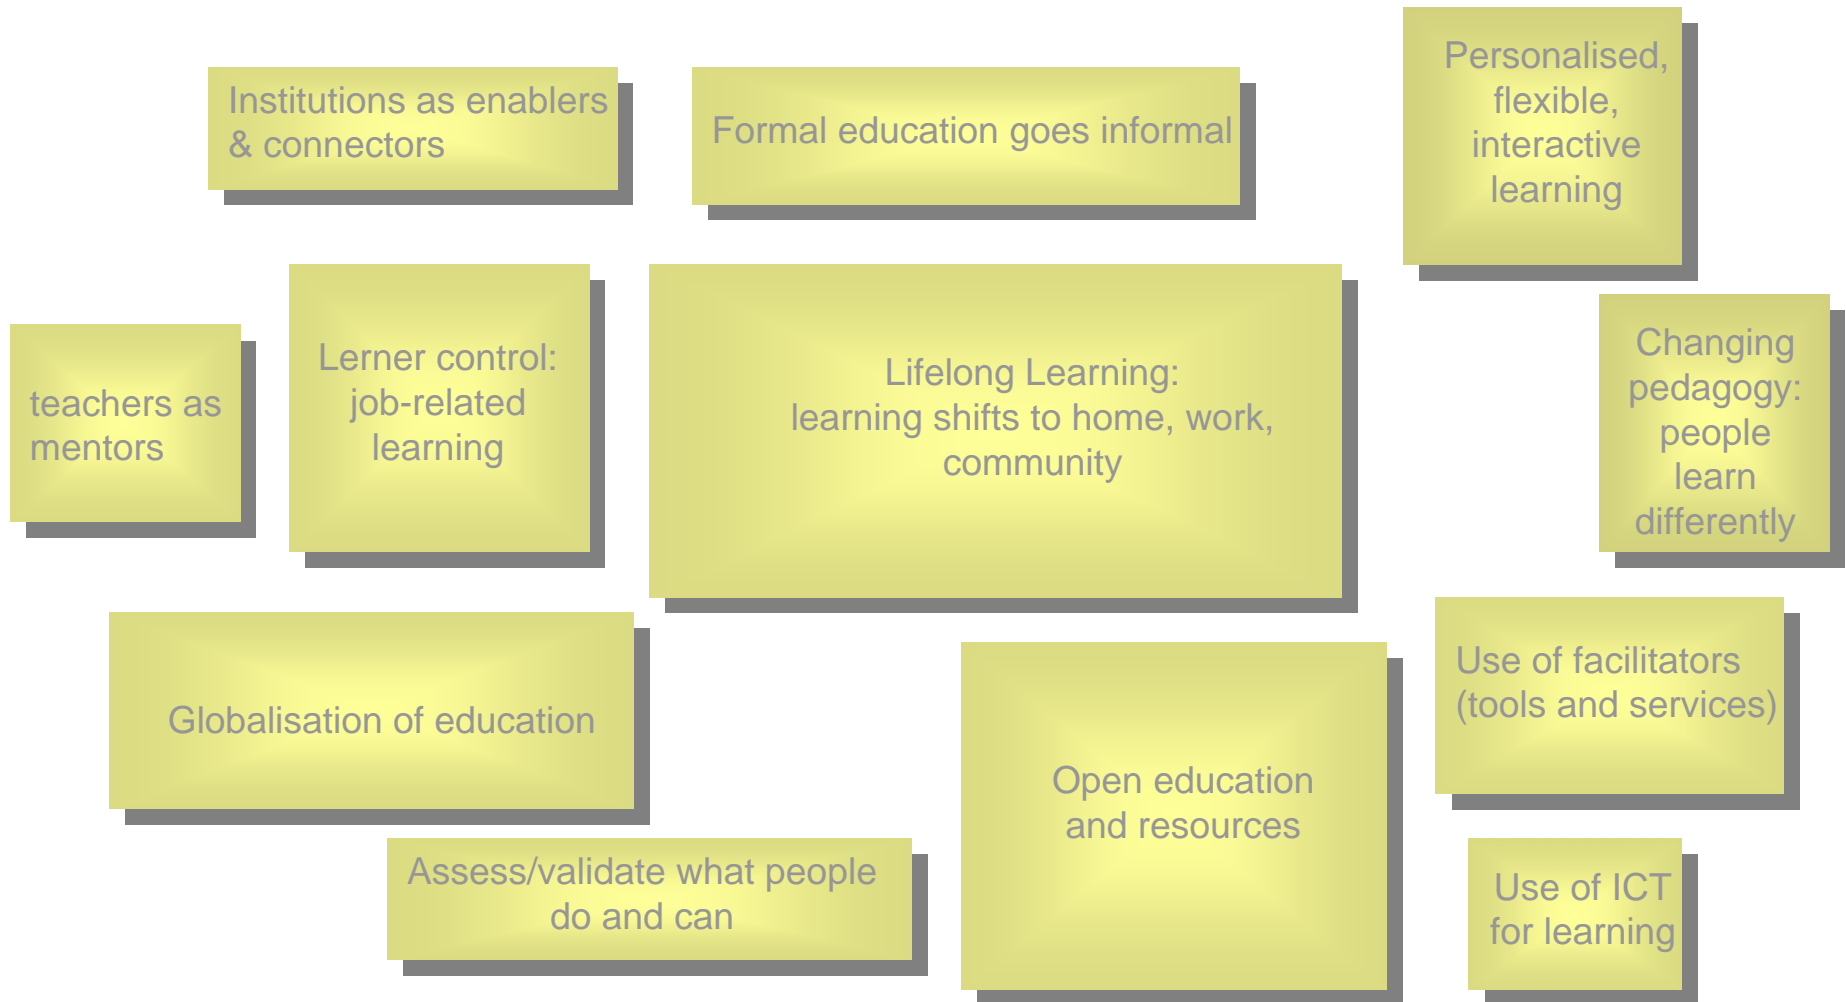 Institutions as enablers
& connectors
Formal education goes informal
Personalised,
flexible,
interactive
learning
teachers as
mentors
Lerner control:
job-related
learning
Lifelong Learning:
learning shifts to home, work,
community
Changing
pedagogy:
people
learn
differently
Globalisation of education
Open education
and resources
Use of facilitators
(tools and services)
Assess/validate what people
do and can
Use of ICT
for learning